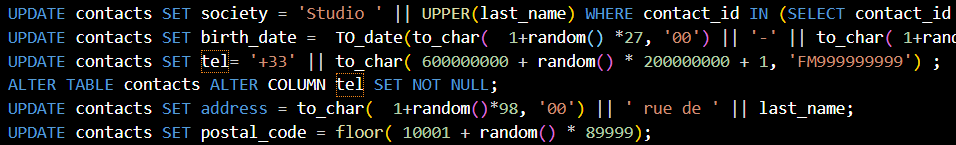 UPDATE contacts SET society = 'Studio ' || UPPER(last_name) WHERE contact_id IN (SELECT contact_id
UPDATE contacts SET birth_date =  TO_date(to_char(  1+random() *27, '00') || '-' || to_char( 1+ran
UPDATE contacts SET tel= '+33' || to_char( 600000000 + random() * 200000000 + 1, 'FM999999999') ;
ALTER TABLE contacts ALTER COLUMN tel SET NOT NULL;
UPDATE contacts SET address = to_char(  1+random()*98, '00') || ' rue de ' || last_name;
UPDATE contacts SET postal_code = floor( 10001 + random() * 89999);